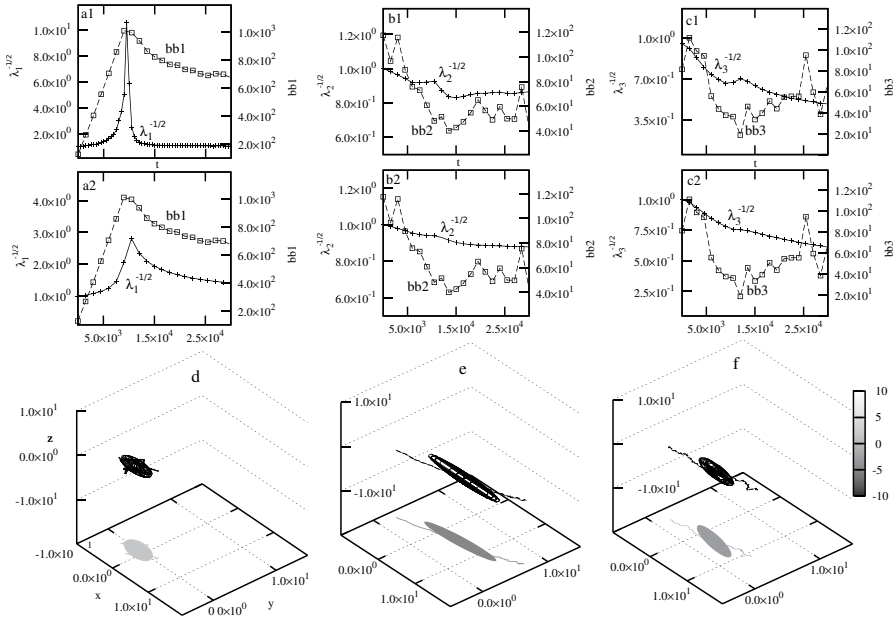 a1
b1
c1
1.0×10¹
8.0×10⁰
6.0×10⁰
4.0×10⁰
2.0×10⁰
λ₁⁻¹/²
bb1
λ₁⁻¹/²
1.0×10³
8.0×10²
6.0×10²
4.0×10²
2.0×10²
bb1
1.2×10⁰
1.0×10⁰
8.0×10⁻¹
6.0×10⁻¹
λ₂⁻¹/²
λ₂⁻¹/²
bb2
1.2×10²
1.0×10²
8.0×10¹
6.0×10¹
4.0×10¹
bb2
1.0×10⁰
7.5×10⁻¹
3.5×10⁻¹
λ₃⁻¹/²
λ₃⁻¹/²
bb3
1.2×10²
1.0×10²
8.0×10¹
6.0×10¹
4.0×10¹
2.0×10¹
bb3
t
t
t
a2
b2
c2
4.0×10⁰
3.0×10⁰
2.0×10⁰
1.0×10⁰
λ₁⁻¹/²
bb1
λ₁⁻¹/²
1.0×10³
8.0×10²
6.0×10²
4.0×10²
2.0×10²
bb1
1.2×10⁰
1.0×10⁰
8.0×10⁻¹
6.0×10⁻¹
λ₂⁻¹/²
λ₂⁻¹/²
bb2
1.2×10²
1.0×10²
8.0×10¹
6.0×10¹
4.0×10¹
bb2
1.0×10⁰
7.5×10⁻¹
5.0×10⁻¹
2.5×10⁻¹
λ₃⁻¹/²
λ₃⁻¹/²
bb3
1.2×10²
1.0×10²
8.0×10¹
6.0×10¹
4.0×10¹
2.0×10¹
bb3
5.0×10³ 1.5×10⁴ 2.5×10⁴
5.0×10³ 1.5×10⁴ 2.5×10⁴
5.0×10³ 1.5×10⁴ 2.5×10⁴
d
e
f
1.0×10¹
z
0.0×10⁰
-1.0×10¹
-1.0×10
0.0×10⁰
x
1.0×10¹
0.0×10⁰
y
1.0×10¹
1.0×10¹
-1.0×10¹
0.0×10⁰
1.0×10¹
0.0×10⁰
1.0×10¹
1.0×10¹
-1.0×10¹
0.0×10⁰
1.0×10¹
0.0×10⁰
1.0×10¹
10
5
0
-5
-10